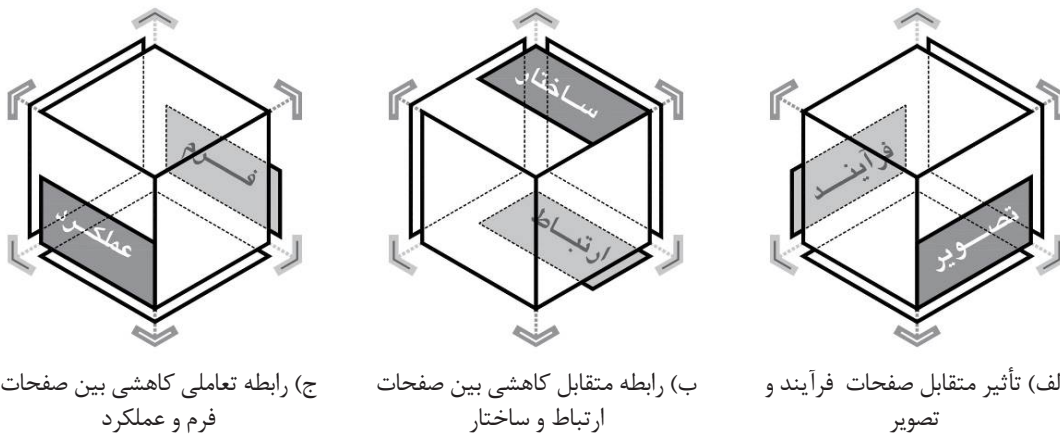 فرآیند
تصویر
ساختار
ارتباط
فرم
عملکرد
لف) تأثیر متقابل صفحات فرآیند و
تصویر
ب) رابطه متقابل کاهشی بین صفحات
ارتباط و ساختار
ج) رابطه تعاملی کاهشی بین صفحات
فرم و عملکرد